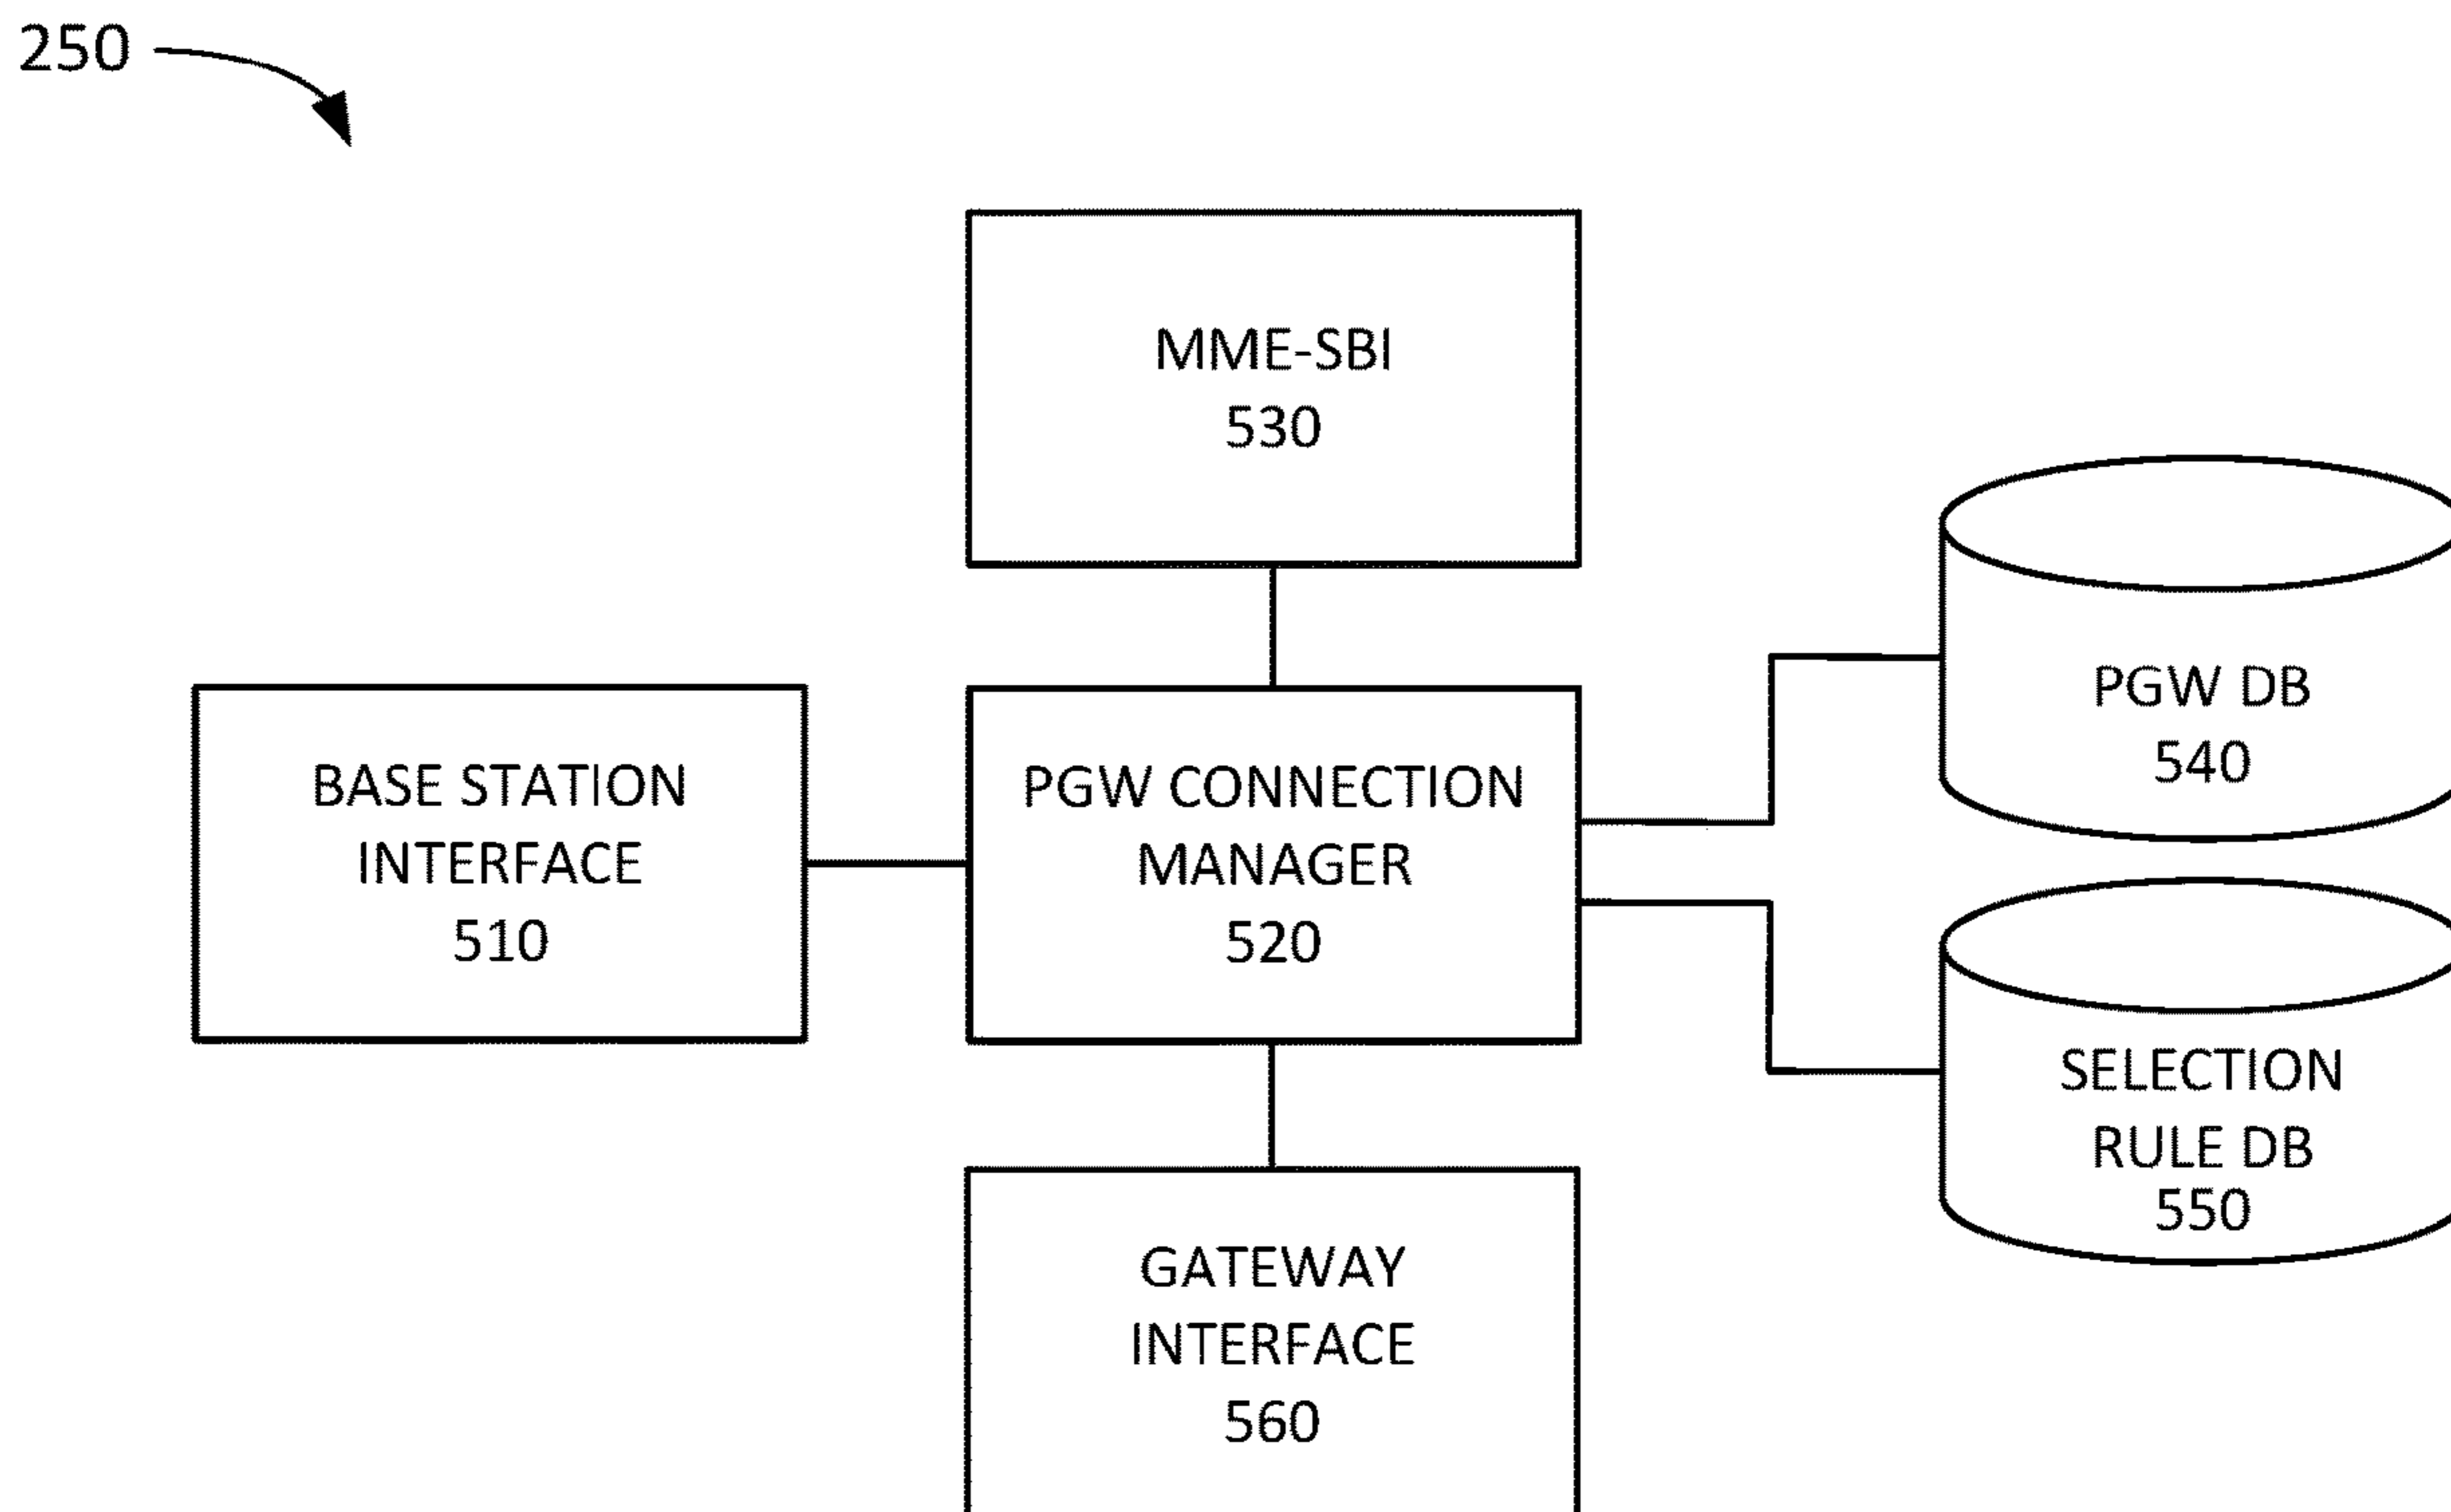 250
MME-SBI
530
BASE STATION
INTERFACE
510
PGW CONNECTION
MANAGER
520
PGW DB
540
SELECTION
RULE DB
550
GATEWAY
INTERFACE
560